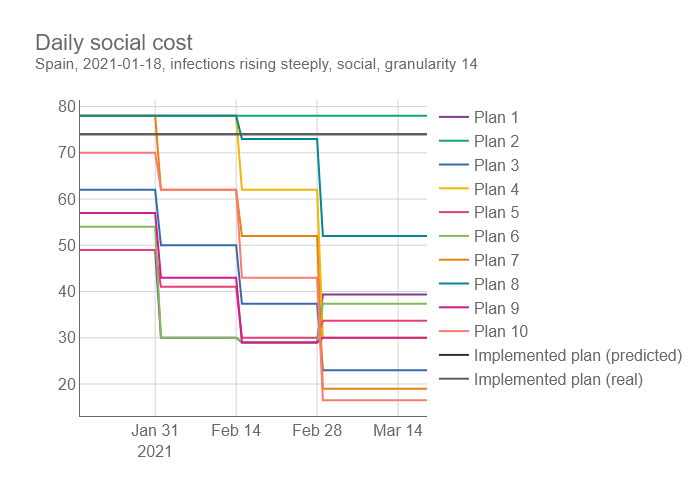 Daily social cost
Spain, 2021-01-18, infections rising steeply, social, granularity 14
80
70
60
50
40
30
20
Jan 31
2021
Feb 14
Feb 28
Mar 14
Plan 1
Plan 2
Plan 3
Plan 4
Plan 5
Plan 6
Plan 7
Plan 8
Plan 9
Plan 10
Implemented plan (predicted)
Implemented plan (real)